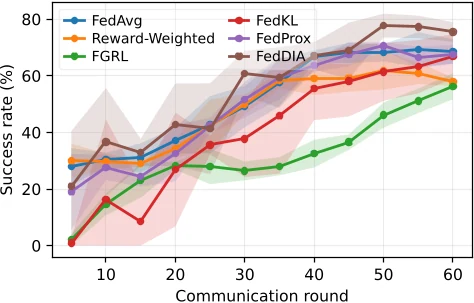 80
60
40
20
0
Success rate (%)
FedAvg
Reward-Weighted
FGRL
FedKL
FedProx
FedDIA
10 20 30 40 50 60
Communication round